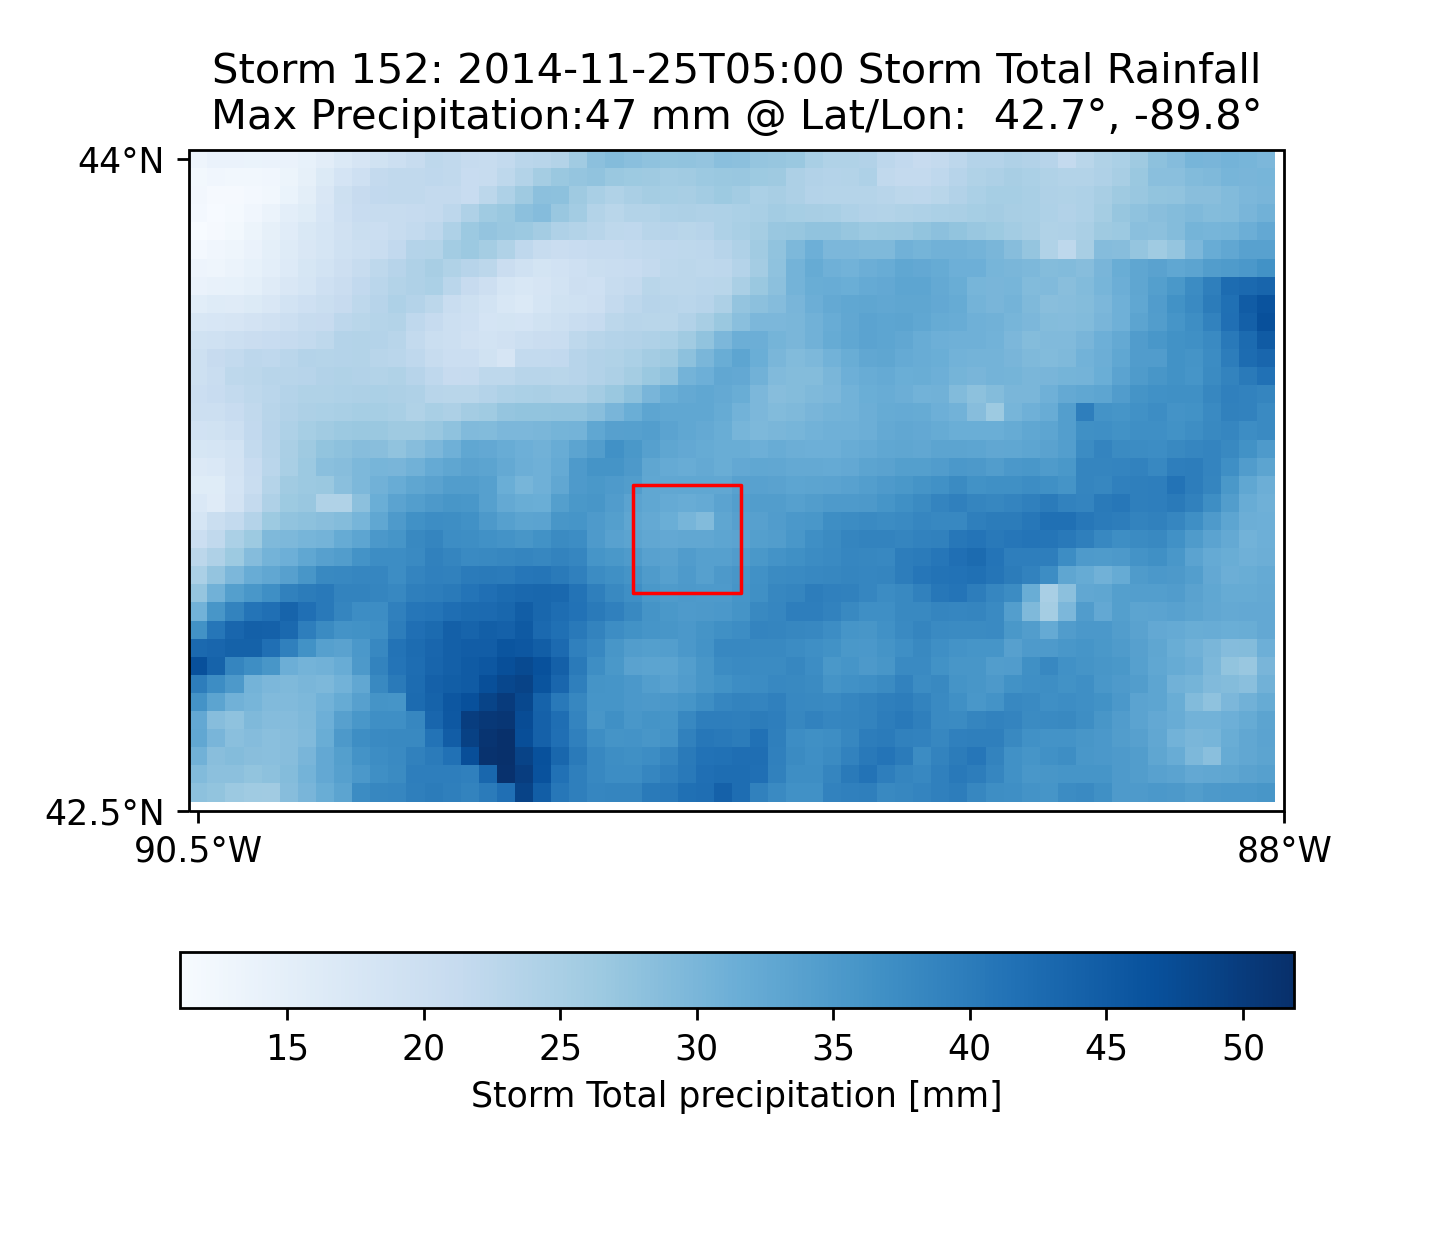 Storm 152: 2014-11-25T05:00 Storm Total Rainfall
Max Precipitation:47 mm @ Lat/Lon:  42.7°, -89.8°
44°N
42.5°N
90.5°W 88°W
15 20 25 30 35 40 45 50
Storm Total precipitation [mm]